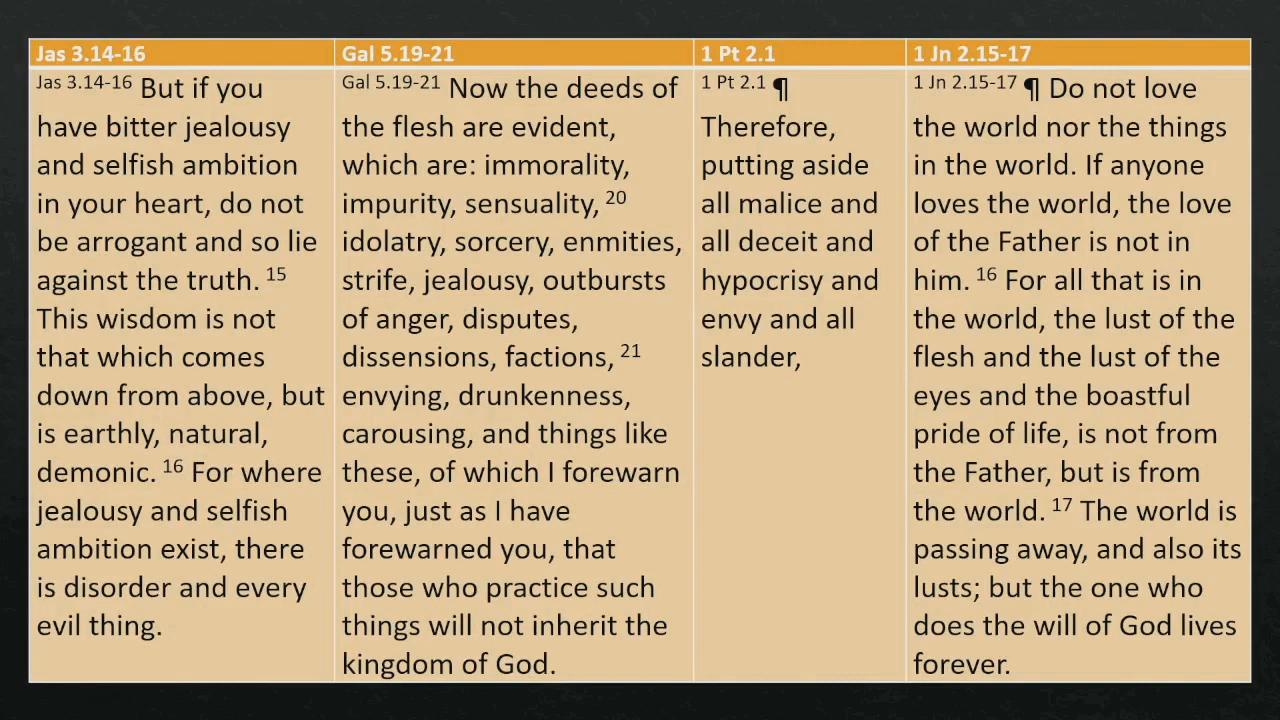 Jas 3.14-16
Jas 3.14-16 But if you
have bitter jealousy
and selfish ambition
in your heart, do not
be arrogant and so lie
against the truth. 15
This wisdom is not
that which comes
down from above, but
is earthly, natural,
demonic. 16 For where
jealousy and selfish
ambition exist, there
is disorder and every
evil thing.
Gal 5.19-21
Gal 5.19-21 Now the deeds of
the flesh are evident,
which are: immorality,
impurity, sensuality, 20
idolatry, sorcery, enmities,
strife, jealousy, outbursts
of anger, disputes,
dissensions, factions, 21
envying, drunkenness,
carousing, and things like
these, of which I forewarn
you, just as I have
forewarned you, that
those who practice such
things will not inherit the
kingdom of God.
1 Pt 2.1
1 Pt 2.1 ¶
Therefore,
putting aside
all malice and
all deceit and
hypocrisy and
envy and all
slander,
1 Jn 2.15-17
1 Jn 2.15-17 ¶ Do not love
the world nor the things
in the world. If anyone
loves the world, the love
of the Father is not in
him. 16 For all that is in
the world, the lust of the
flesh and the lust of the
eyes and the boastful
pride of life, is not from
the Father, but is from
the world. 17 The world is
passing away, and also its
lusts; but the one who
does the will of God lives
forever.